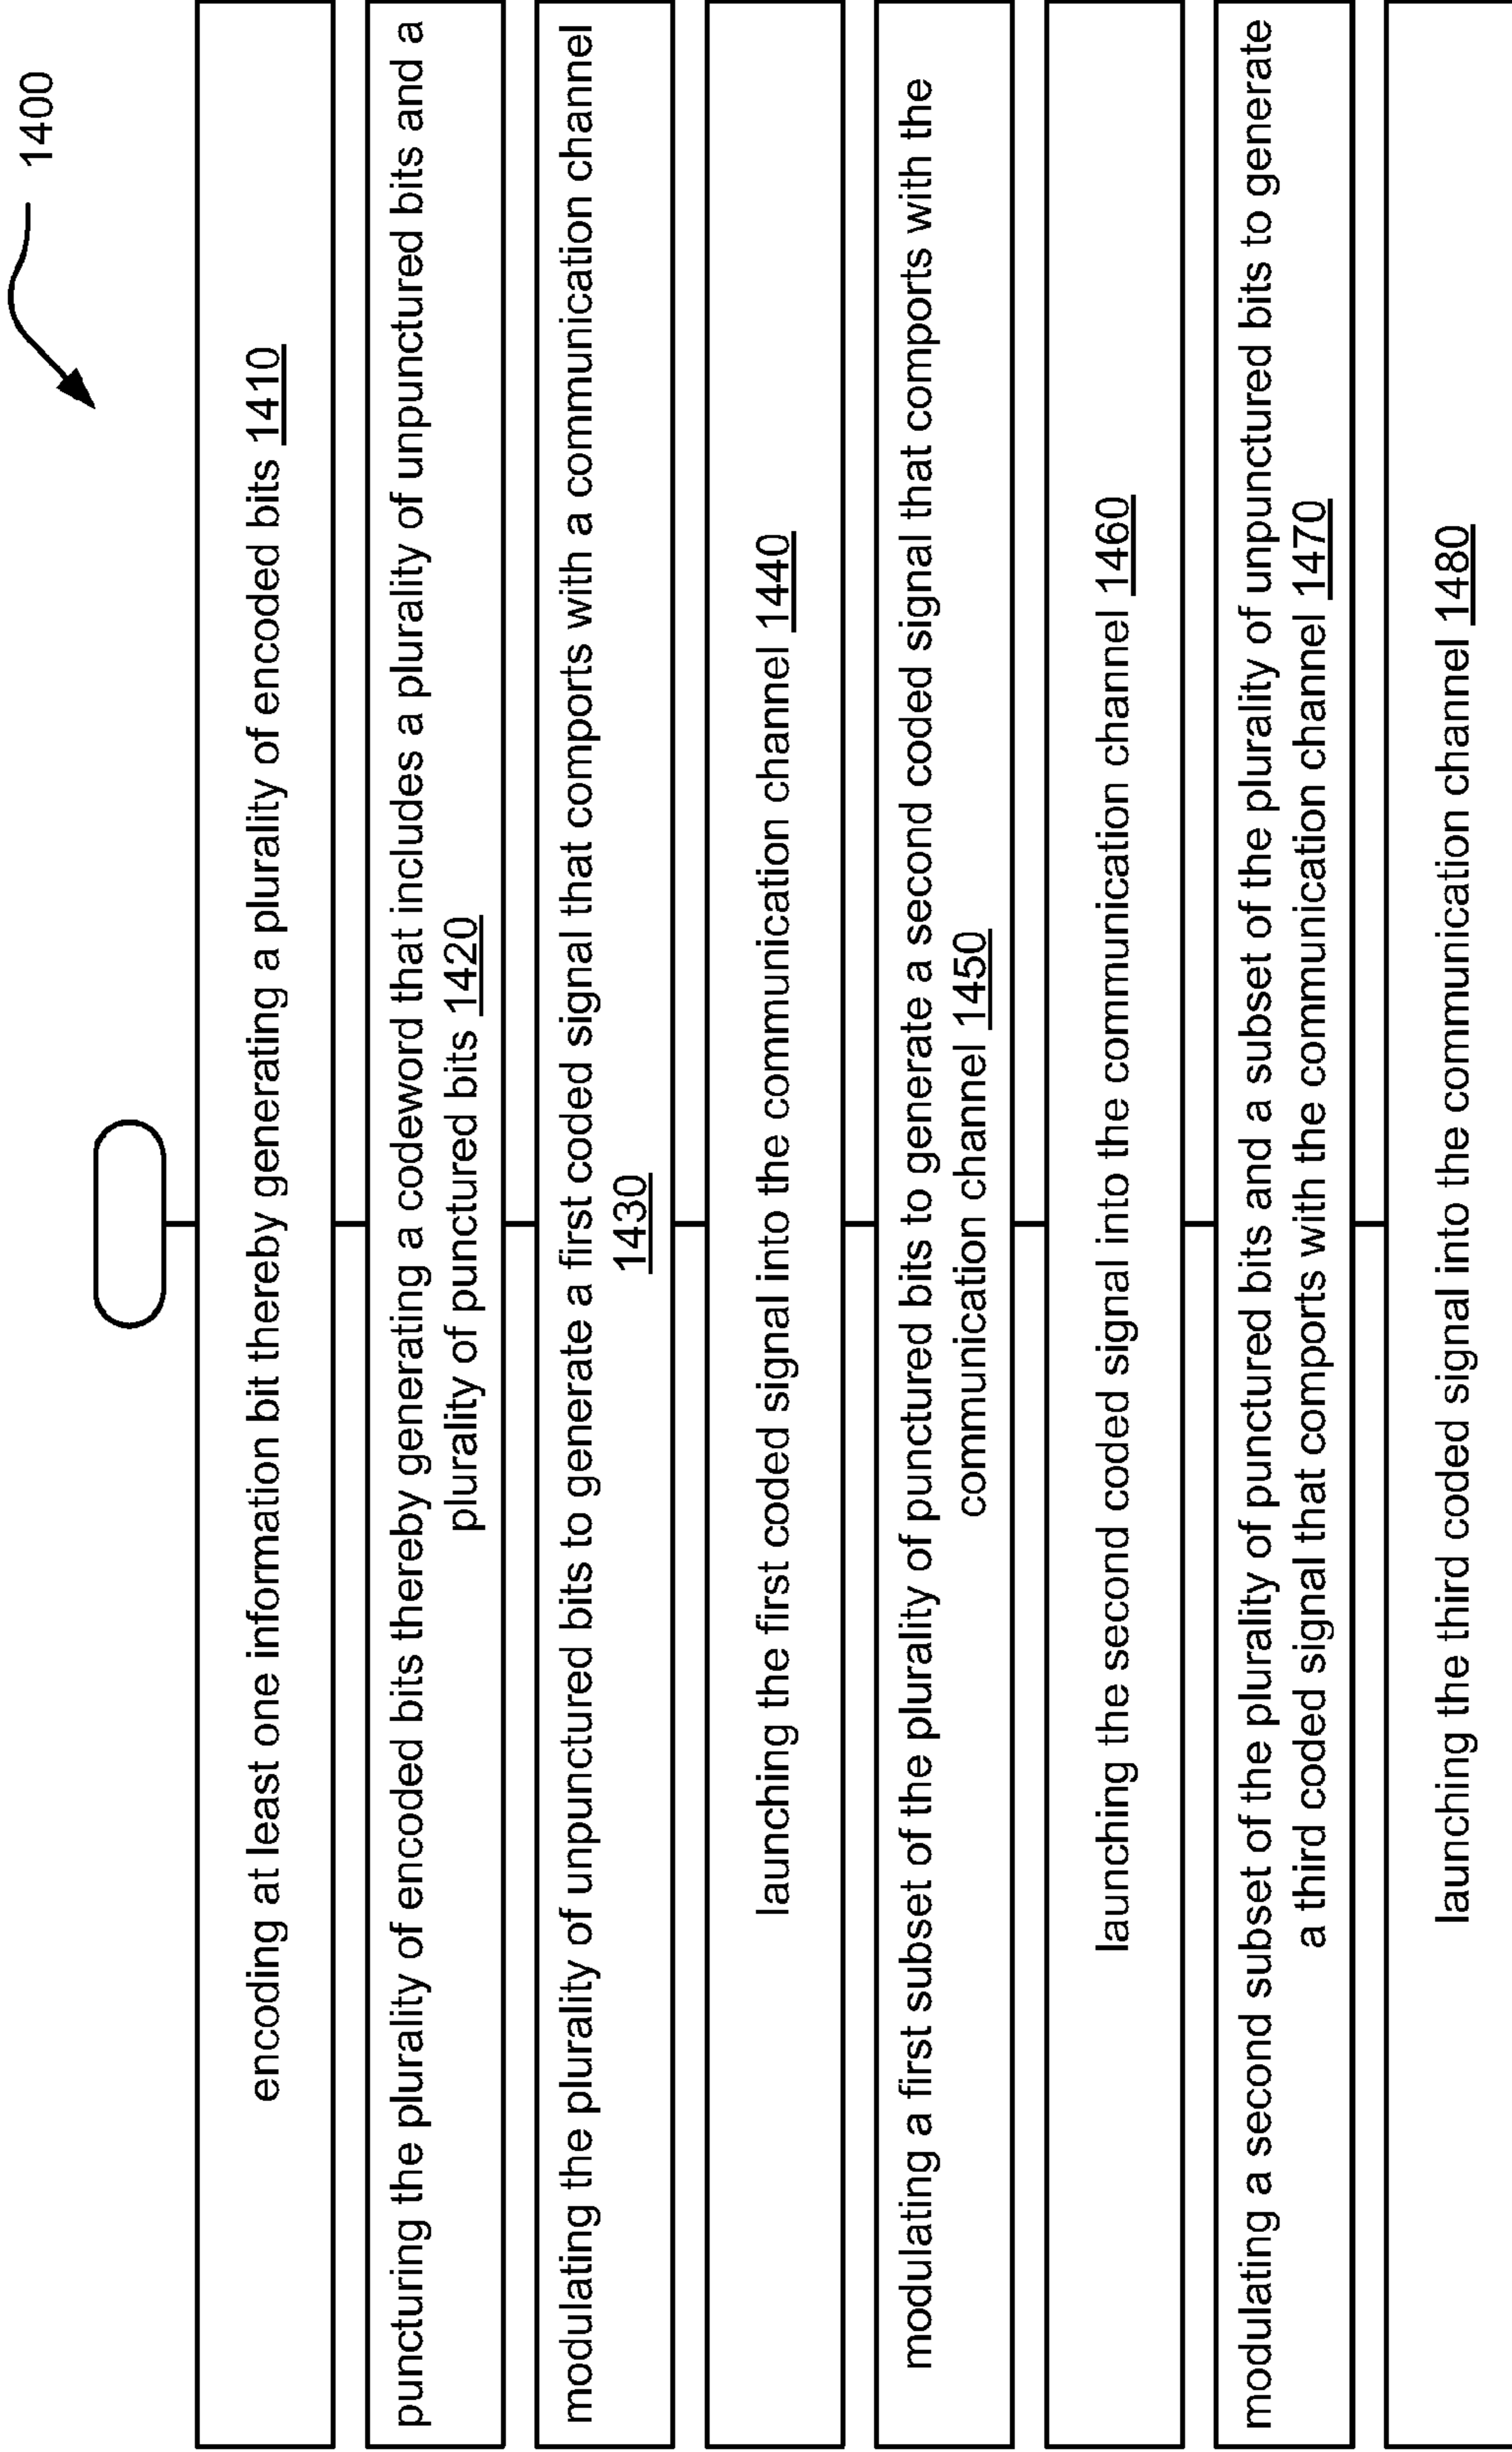 1400
encoding at least one information bit thereby generating a plurality of encoded bits 1410
puncturing the plurality of encoded bits thereby generating a codeword that includes a plurality of unpunctured bits and a
plurality of punctured bits 1420
modulating the plurality of unpunctured bits to generate a first coded signal that comports with a communication channel
1430
launching the first coded signal into the communication channel 1440
modulating a first subset of the plurality of punctured bits to generate a second coded signal that comports with the
communication channel 1450
launching the second coded signal into the communication channel 1460
modulating a second subset of the plurality of punctured bits and a subset of the plurality of unpunctured bits to generate
a third coded signal that comports with the communication channel 1470
launching the third coded signal into the communication channel 1480